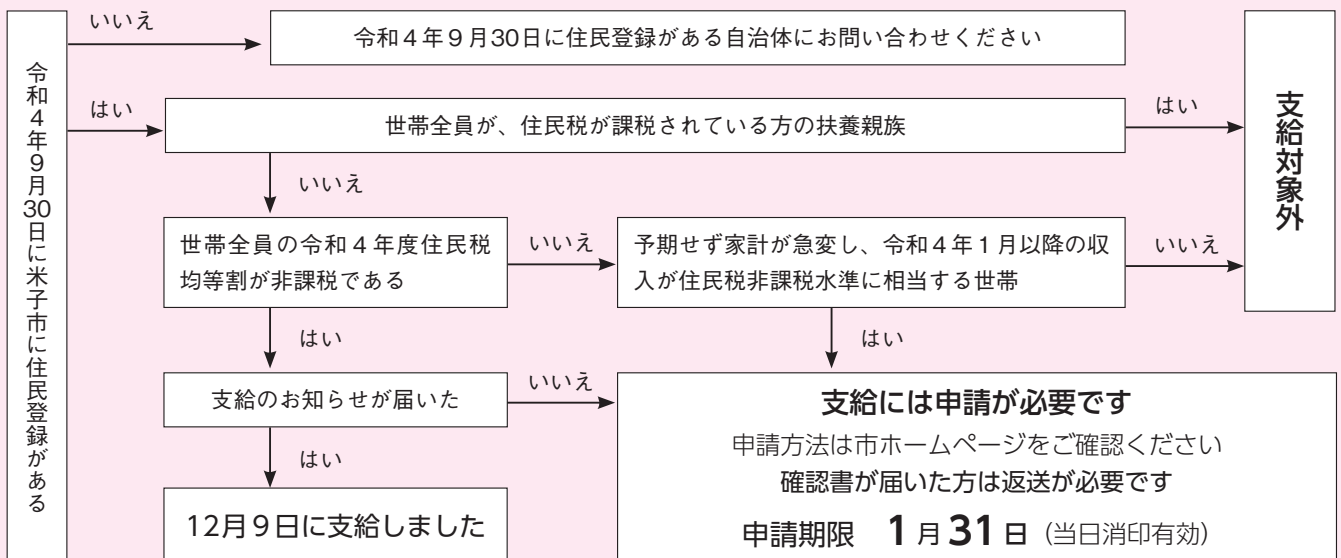 令和４年９月30日に米子市に住民登録がある
いいえ
令和４年９月30日に住民登録がある自治体にお問い合わせください
はい
世帯全員が、住民税が課税されている方の扶養親族
はい
支給対象外
いいえ
世帯全員の令和４年度住民税
均等割が非課税である
いいえ
予期せず家計が急変し、令和４年１月以降の収
入が住民税非課税水準に相当する世帯
いいえ
はい
はい
支給のお知らせが届いた
いいえ
支給には申請が必要です
申請方法は市ホームページをご確認ください
確認書が届いた方は返送が必要です
申請期限 1月31日（当日消印有効）
はい
12月９日に支給しました